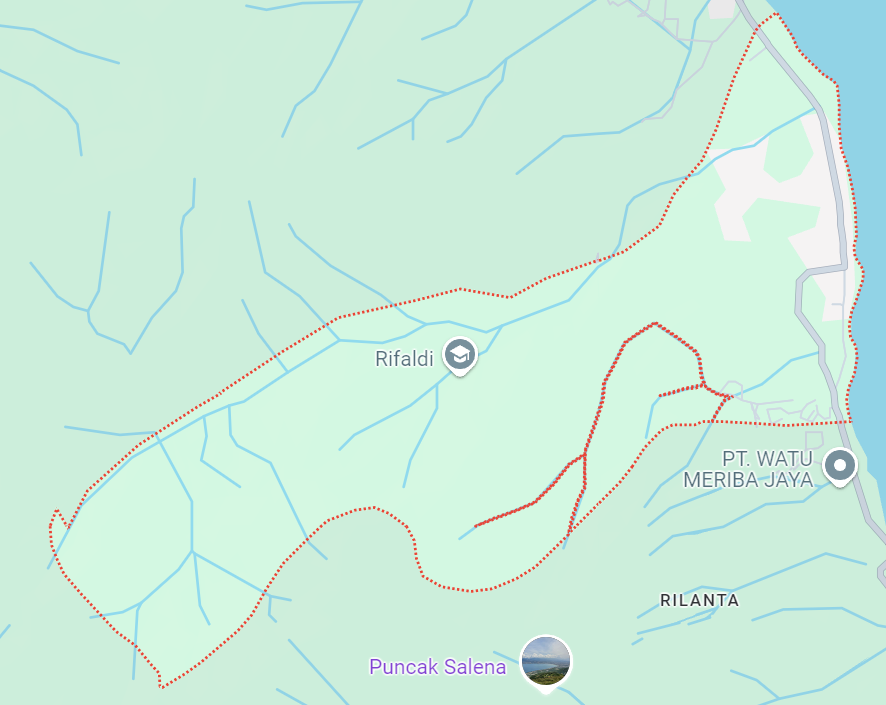 Rifaldi
PT. WATU
MERIBA JAYA
RILANTA
Puncak Salena